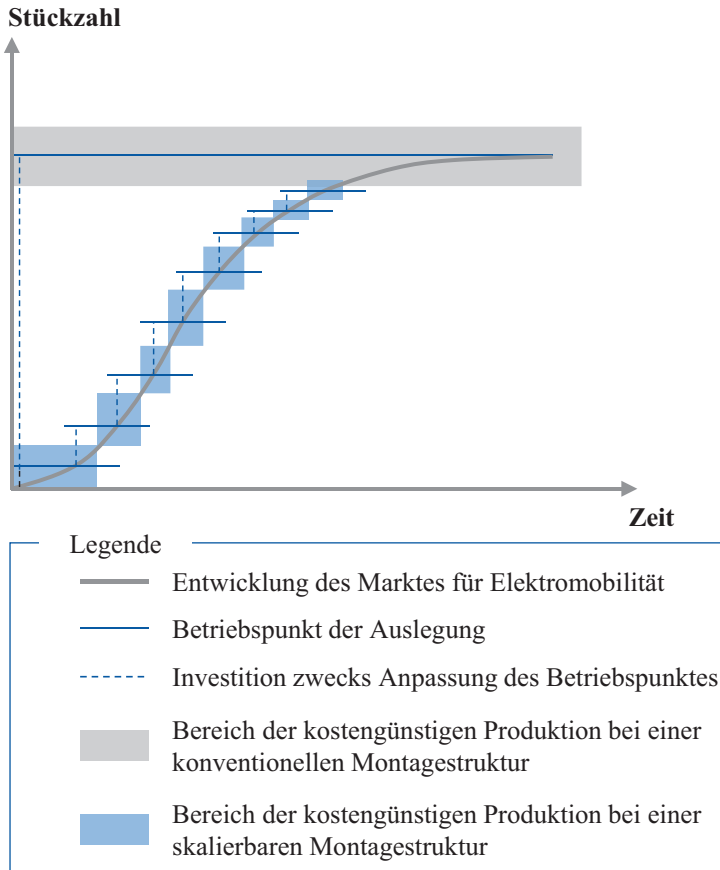 Stückzahl
Zeit
Legende
Entwicklung des Marktes für Elektromobilität
Betriebspunkt der Auslegung
Investition zwecks Anpassung des Betriebspunktes
Bereich der kostengünstigen Produktion bei einer
konventionellen Montagestruktur
Bereich der kostengünstigen Produktion bei einer
skalierbaren Montagestruktur